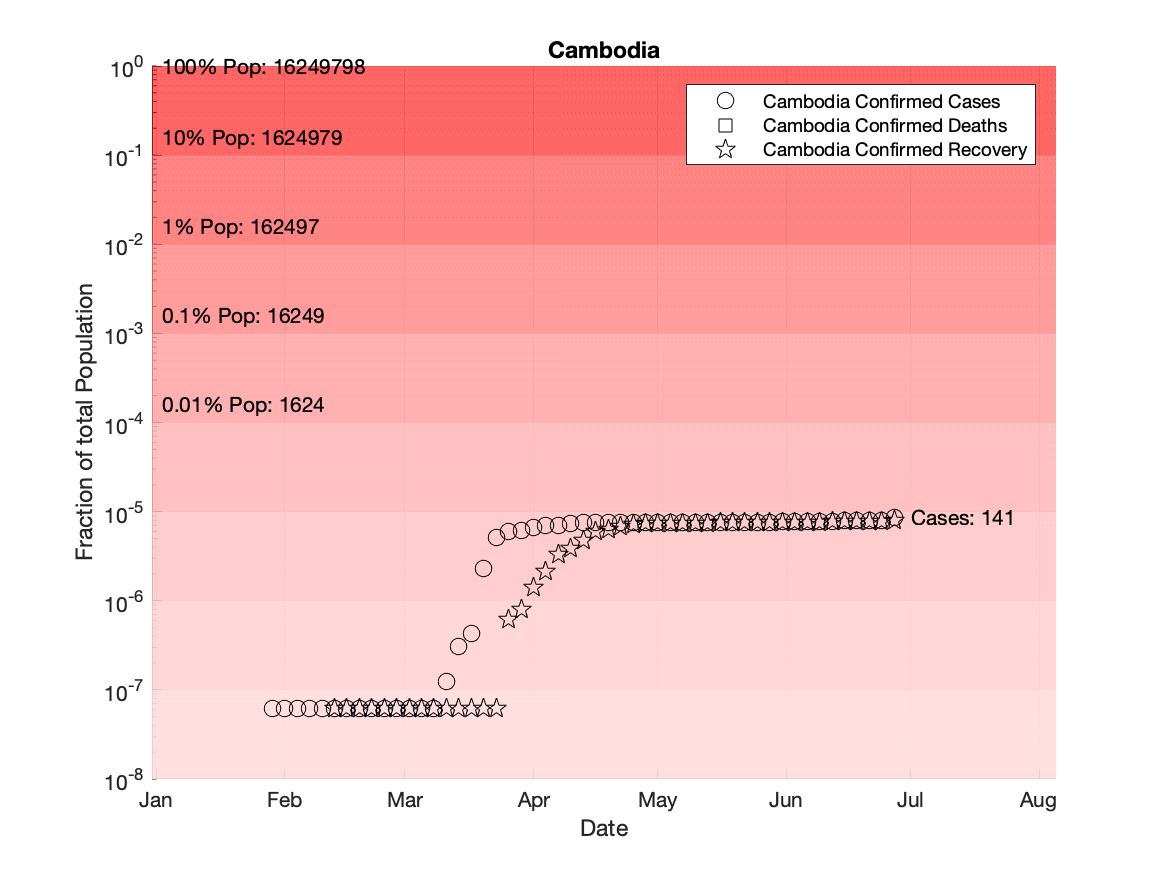 Cambodia
10^0
100% Pop: 16249798
Cambodia Confirmed Cases
Cambodia Confirmed Deaths
Cambodia Confirmed Recovery
10% Pop: 1624979
10^-1
1% Pop: 162497
10^-2
0.1% Pop: 16249
10^-3
0.01% Pop: 1624
10^-4
10^-5
Cases: 141
10^-6
10^-7
10^-8
Fraction of total Population
Jan Feb Mar Apr May Jun Jul Aug
Date